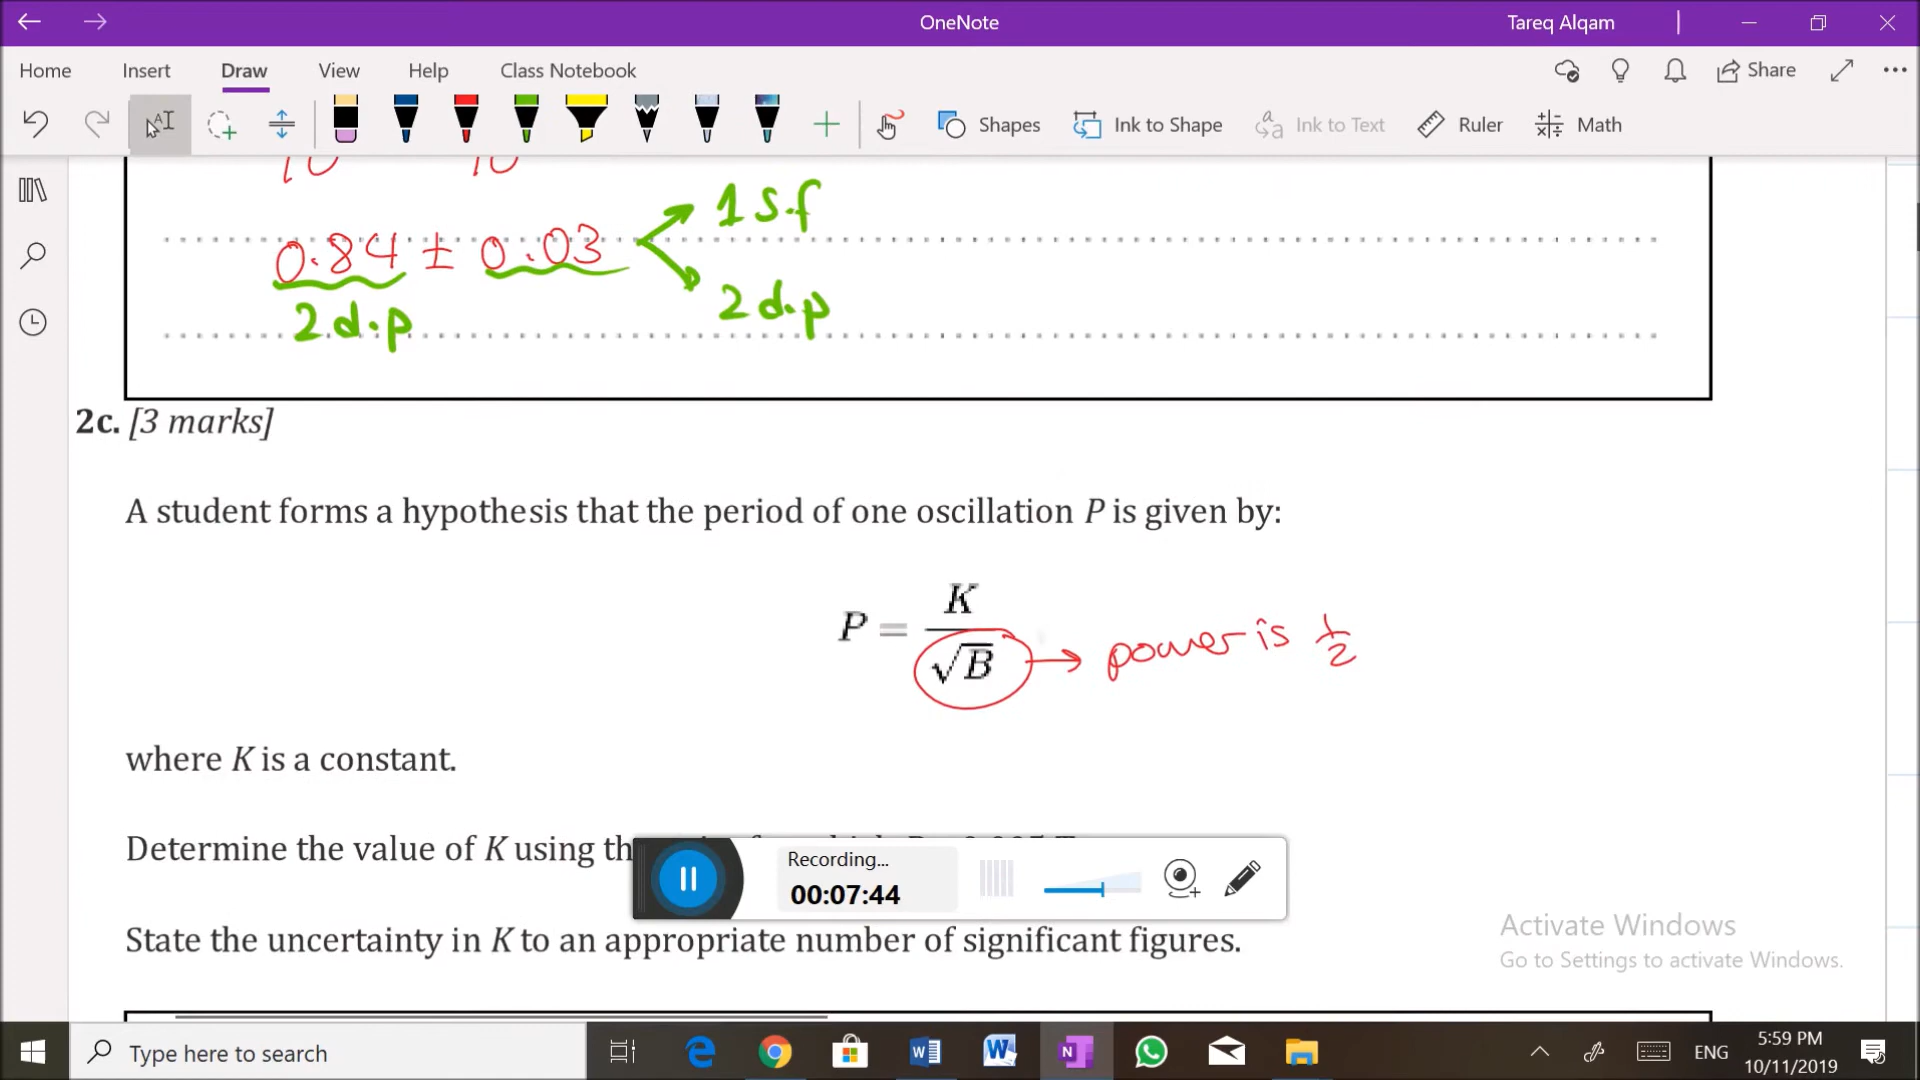 OneNote
Tareq Alqam
Home Insert Draw View Help Class Notebook
Share
Shapes Ink to Shape Ink to Text Ruler Math
10 10
0.84 ± 0.03
1 s.f
2 d.p
2 d.p
2c. [3 marks]
A student forms a hypothesis that the period of one oscillation P is given by:
P = K / √B → power is 1/2
where K is a constant.
Determine the value of K using th
Recording...
00:07:44
State the uncertainty in K to an appropriate number of significant figures.
Activate Windows
Go to Settings to activate Windows.
Type here to search
ENG
5:59 PM
10/11/2019